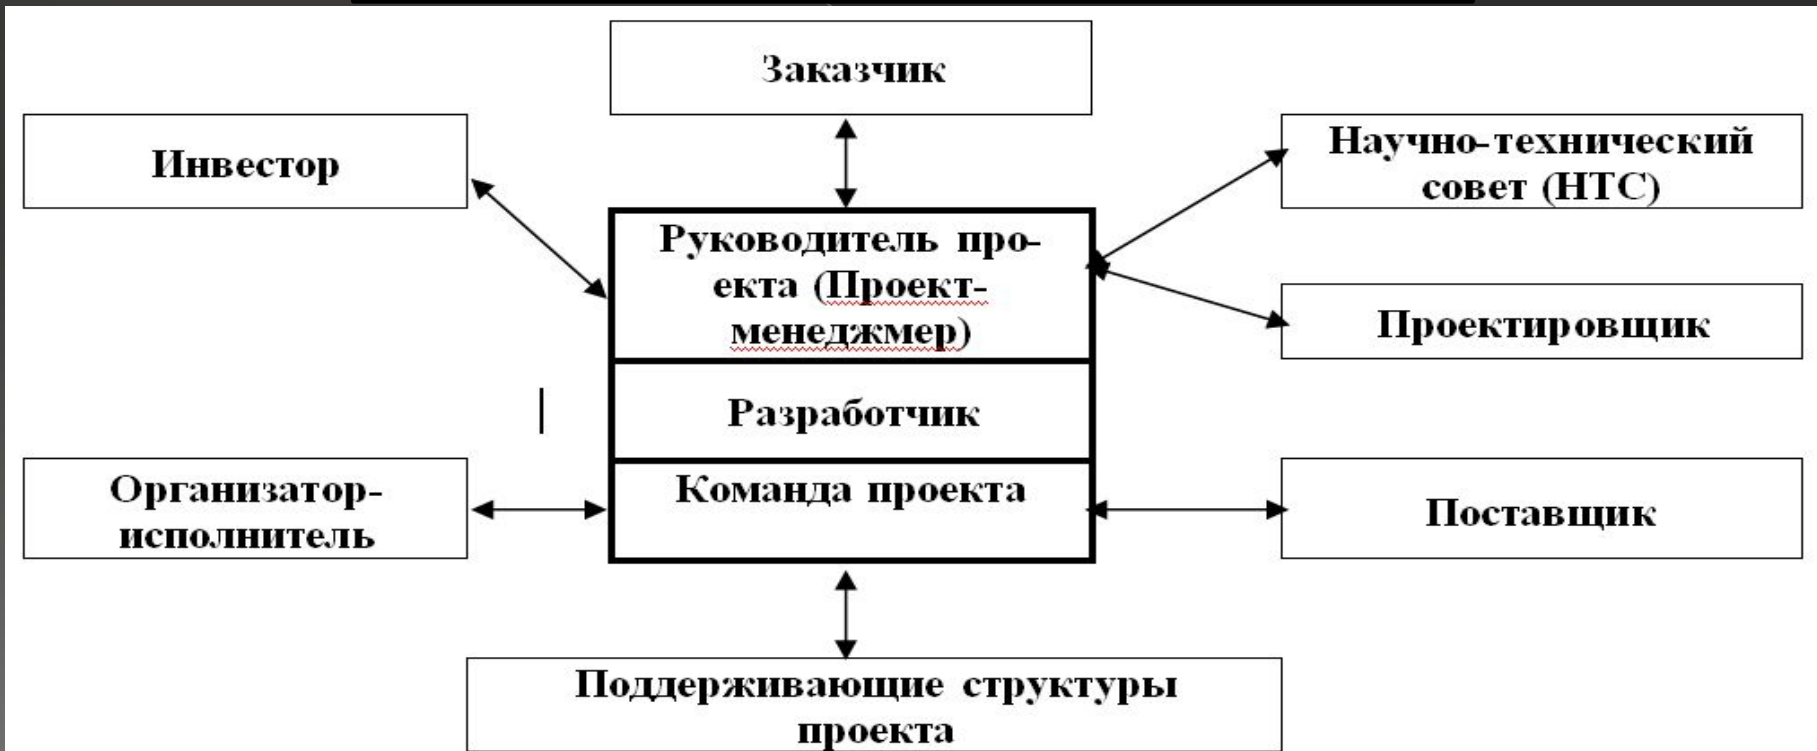 Заказчик
Инвестор
Научно-технический
совет (НТС)
Руководитель про-
екта (Проект-
менеджмер)
Проектировщик
Разработчик
Организатор-
исполнитель
Команда проекта
Поставщик
Поддерживающие структуры
проекта